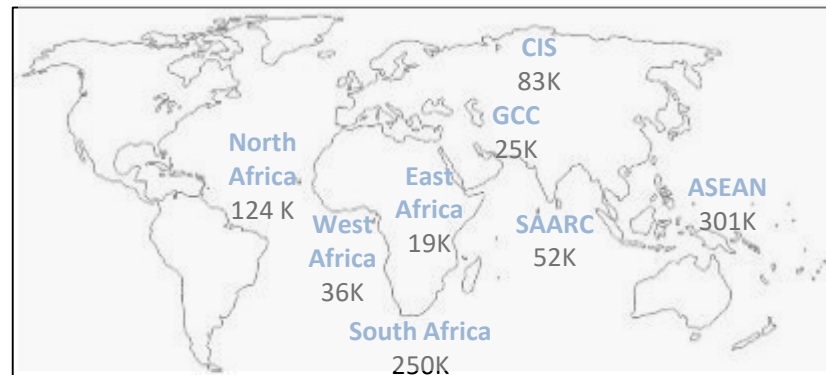 CIS
83K
GCC
25K
North
Africa
124 K
East
Africa
19K
ASEAN
301K
West
Africa
36K
SAARC
52K
South Africa
250K